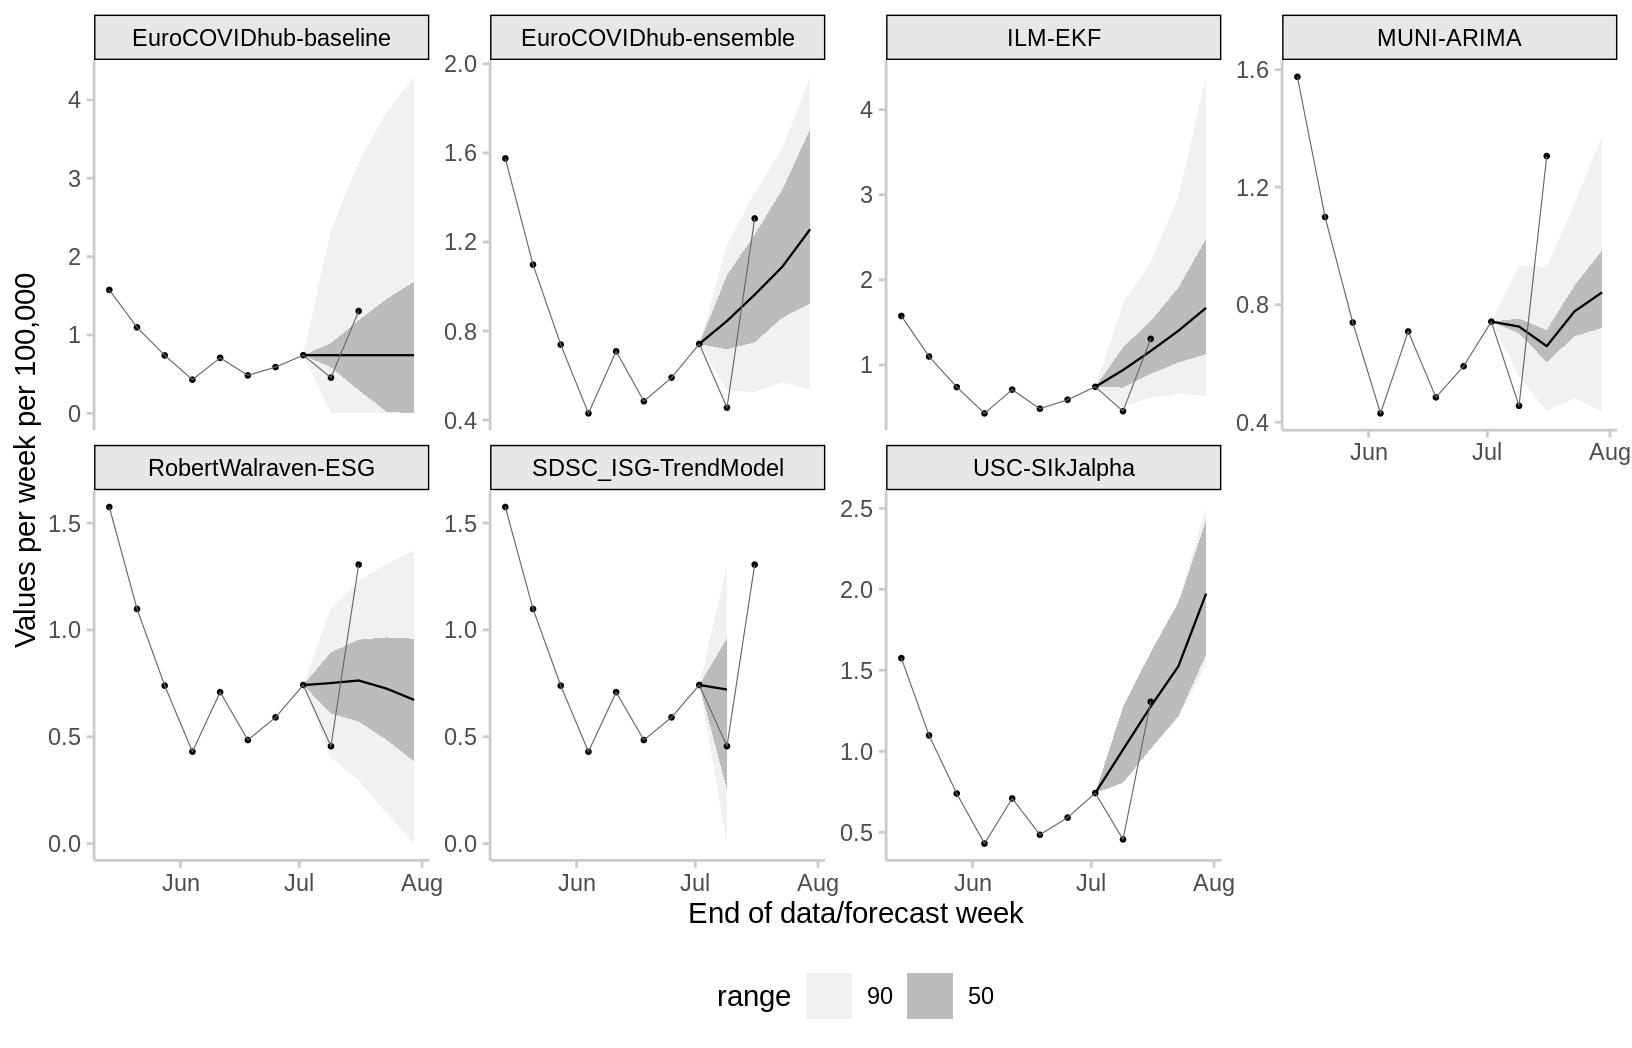 EuroCOVIDhub-baseline
EuroCOVIDhub-ensemble
ILM-EKF
MUNI-ARIMA
4
3
2
1
0
2.0
1.6
1.2
0.8
0.4
4
3
2
1
1.6
1.2
0.8
0.4
Jun Jul Aug
Values per week per 100,000
RobertWalraven-ESG
SDSC_ISG-TrendModel
USC-SIkJalpha
1.5
1.0
0.5
0.0
Jun Jul Aug
1.5
1.0
0.5
0.0
Jun Jul Aug
2.5
2.0
1.5
1.0
0.5
Jun Jul Aug
End of data/forecast week
range 90 50